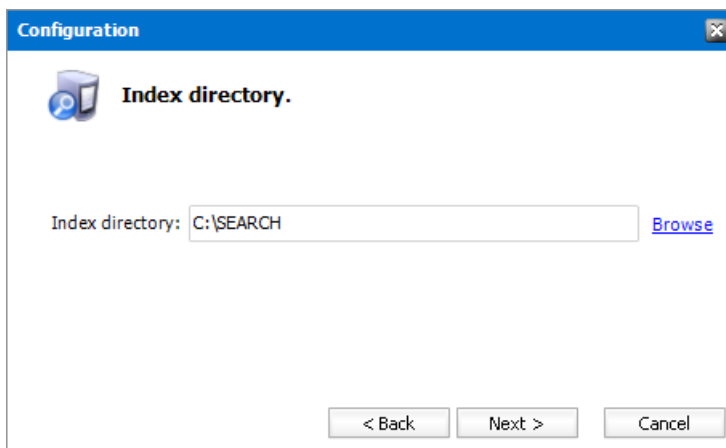 Configuration
Index directory.
Index directory: C:\SEARCH Browse
< Back Next > Cancel